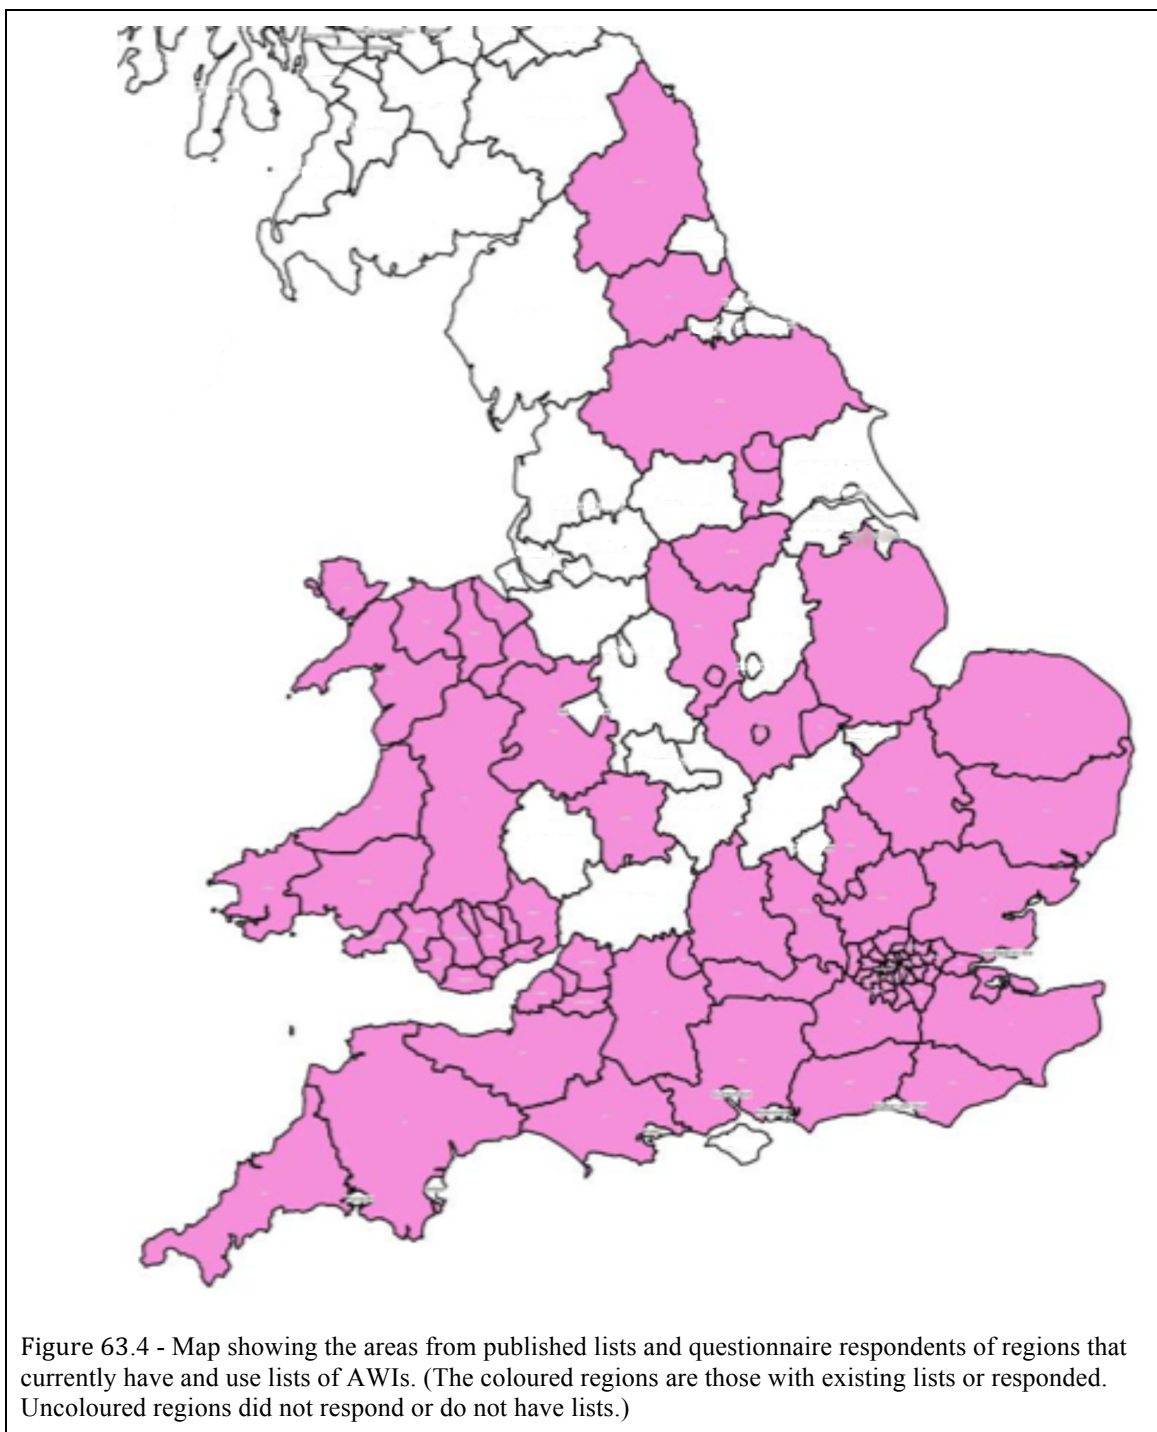 Figure 63.4 - Map showing the areas from published lists and questionnaire respondents of regions that
currently have and use lists of AWIs. (The coloured regions are those with existing lists or responded.
Uncoloured regions did not respond or do not have lists.)